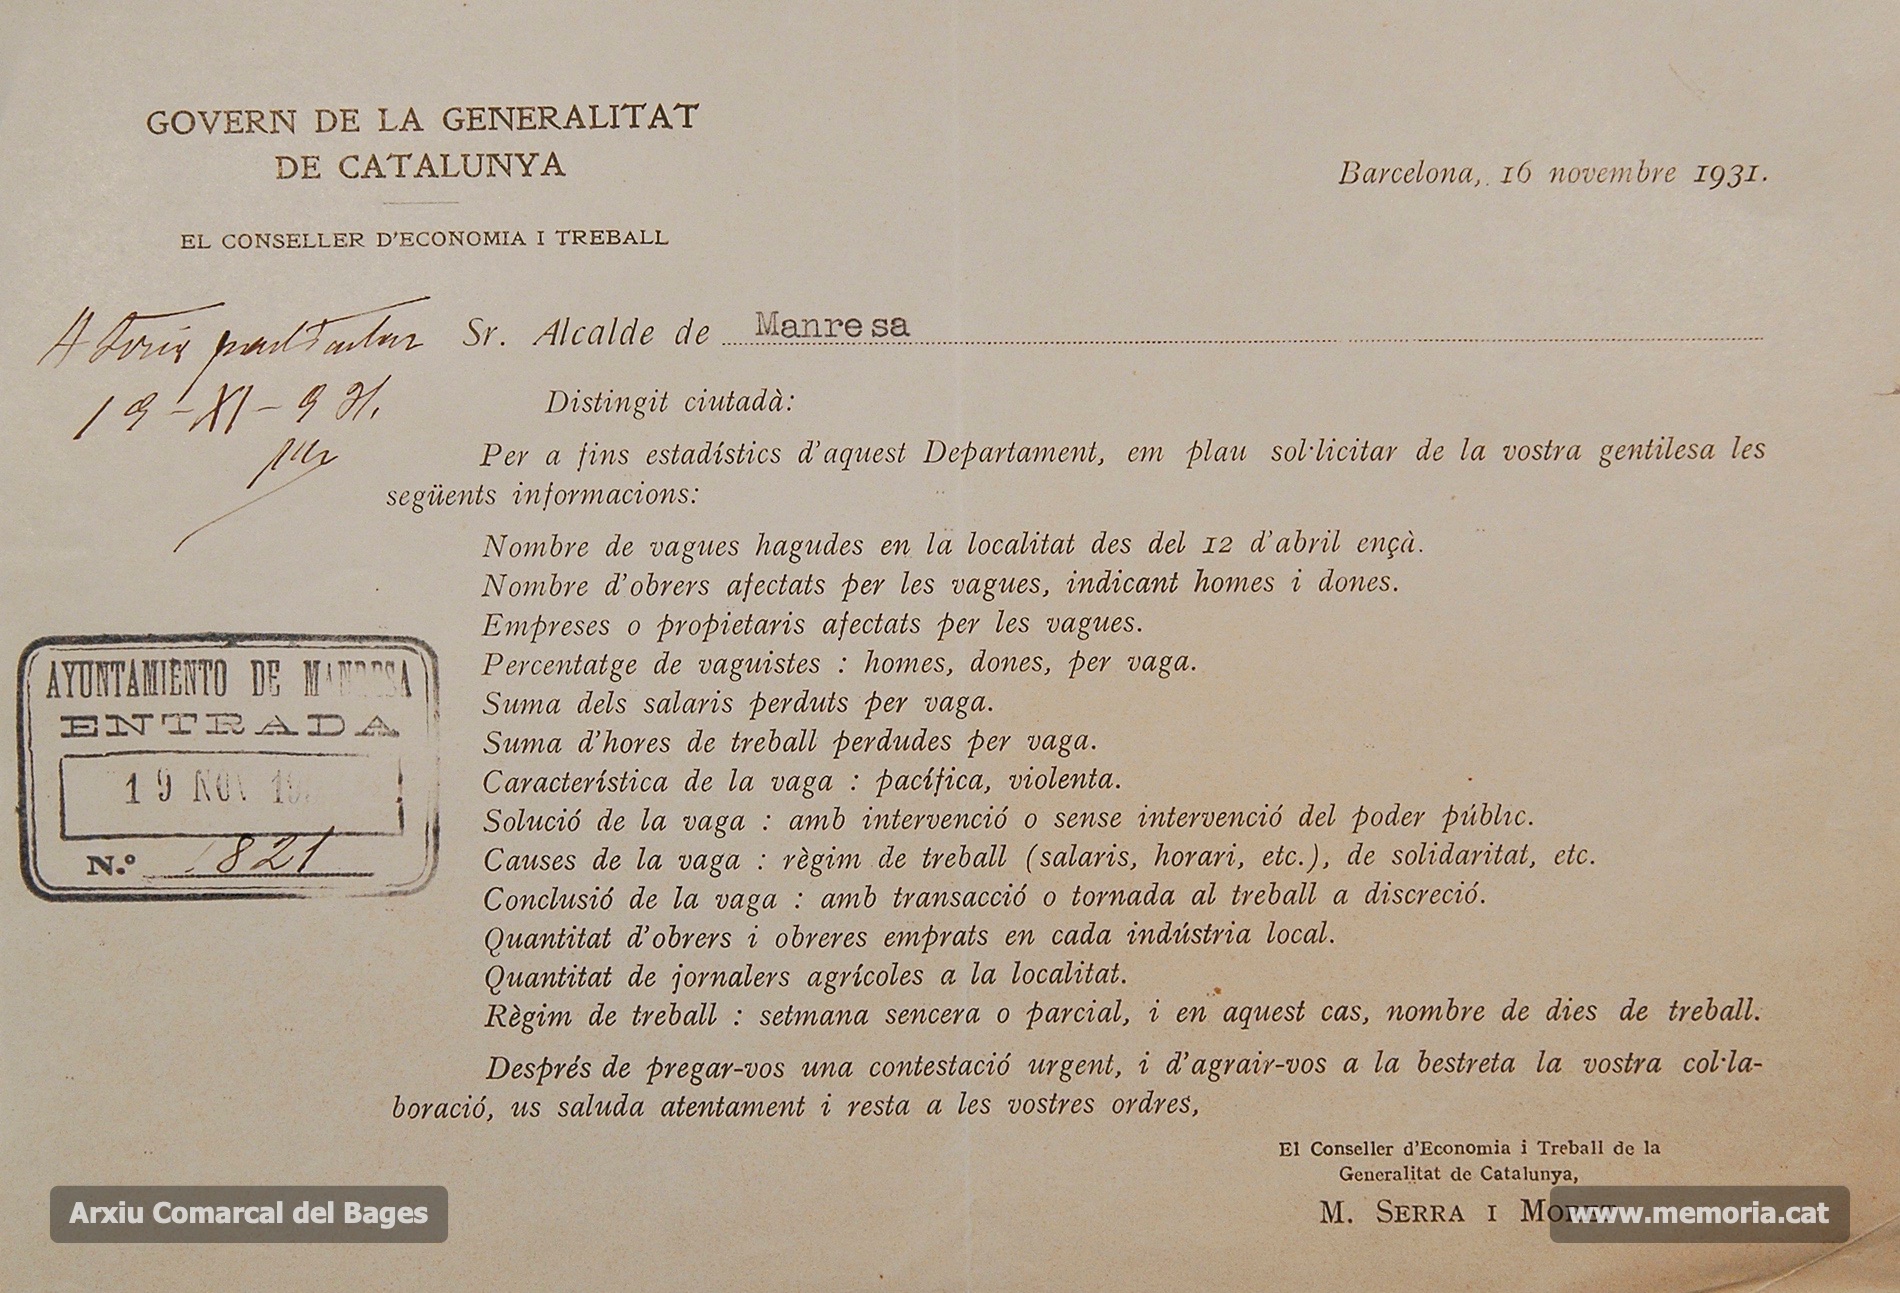 GOVERN DE LA GENERALITAT
DE CATALUNYA
EL CONSELLER D'ECONOMIA I TREBALL
Barcelona, 16 novembre 1931.
A
19-XI-931.
Sr. Alcalde de Manresa
Distingit ciutadà:
Per a fins estadístics d'aquest Departament, em plau sol·licitar de la vostra gentilesa les
següents informacions:
Nombre de vagues hagudes en la localitat des del 12 d'abril ençà.
Nombre d'obrers afectats per les vagues, indicant homes i dones.
Empreses o propietaris afectats per les vagues.
Percentatge de vaguistes : homes, dones, per vaga.
Suma dels salaris perduts per vaga.
Suma d'hores de treball perdudes per vaga.
Característica de la vaga : pacífica, violenta.
Solució de la vaga : amb intervenció o sense intervenció del poder públic.
Causes de la vaga : règim de treball (salaris, horari, etc.), de solidaritat, etc.
Conclusió de la vaga : amb transacció o tornada al treball a discreció.
Quantitat d'obrers i obreres emprats en cada indústria local.
Quantitat de jornalers agrícoles a la localitat.
Règim de treball : setmana sencera o parcial, i en aquest cas, nombre de dies de treball.
Després de pregar-vos una contestació urgent, i d'agrair-vos a la bestreta la vostra col·la-
boració, us saluda atentament i resta a les vostres ordres,
El Conseller d'Economia i Treball de la
Generalitat de Catalunya,
M. SERRA I MORET
AYUNTAMIENTO DE MANRESA
ENTRADA
19 NOV
N.º 1821
Arxiu Comarcal del Bages
www.memoria.cat